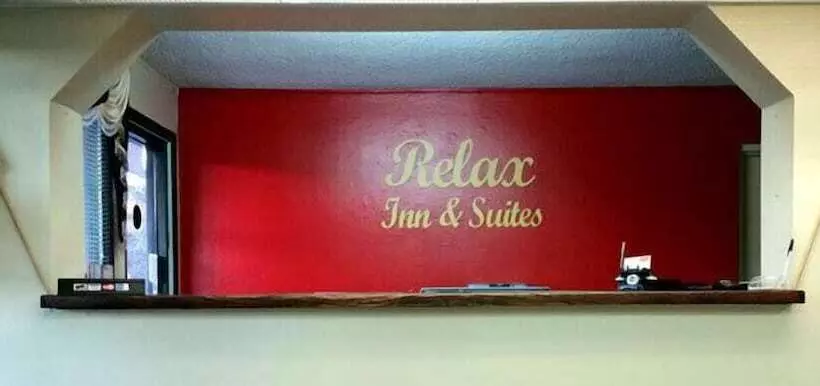 Relax
Inn & Suites